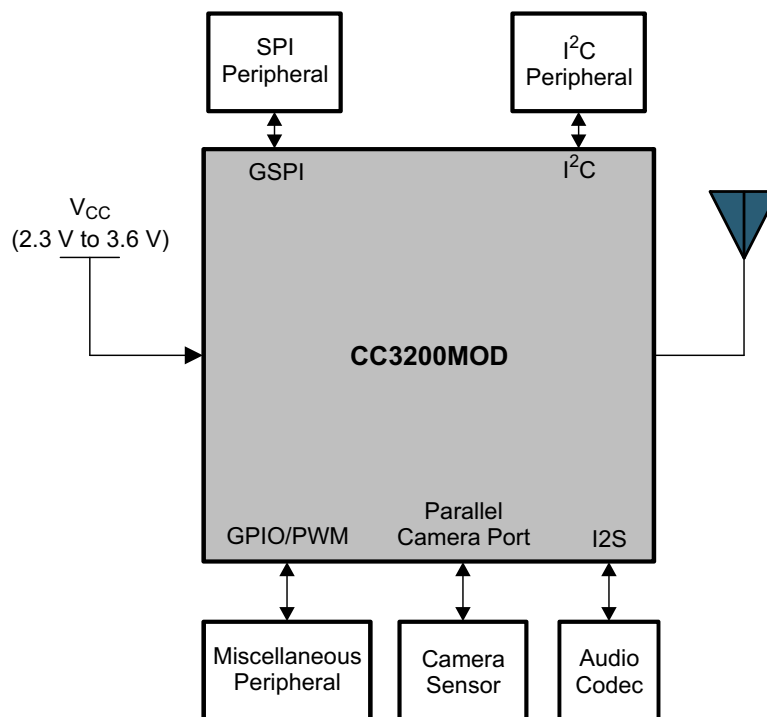 SPI
Peripheral
I²C
Peripheral
GSPI
I²C
V_CC
(2.3 V to 3.6 V)
CC3200MOD
GPIO/PWM
Parallel
Camera Port
I2S
Miscellaneous
Peripheral
Camera
Sensor
Audio
Codec